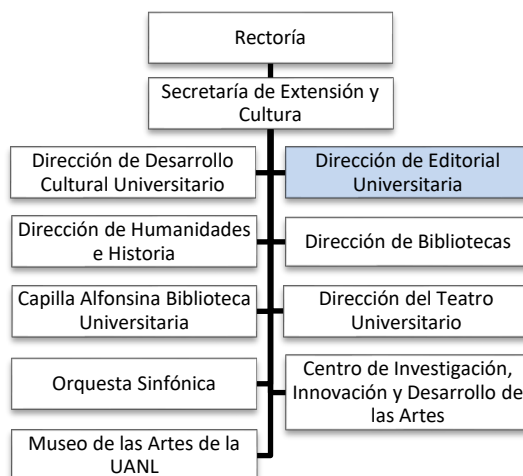 Rectoría
Secretaría de Extensión y
Cultura
Dirección de Desarrollo
Cultural Universitario
Dirección de Editorial
Universitaria
Dirección de Humanidades
e Historia
Dirección de Bibliotecas
Capilla Alfonsina Biblioteca
Universitaria
Dirección del Teatro
Universitario
Orquesta Sinfónica
Centro de Investigación,
Innovación y Desarrollo de
las Artes
Museo de las Artes de la
UANL